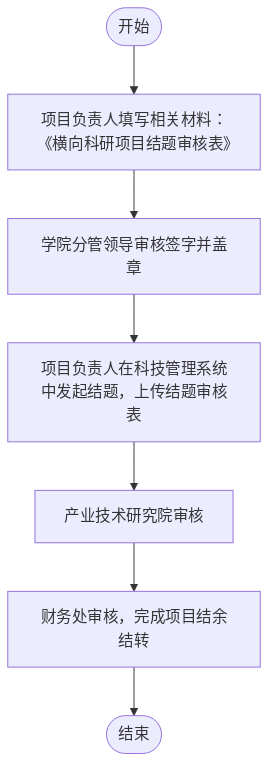 开始
项目负责人填写相关材料：
《横向科研项目结题审核表》
学院分管领导审核签字并盖
章
项目负责人在科技管理系统
中发起结题，上传结题审核
表
产业技术研究院审核
财务处审核，完成项目结余
结转
结束